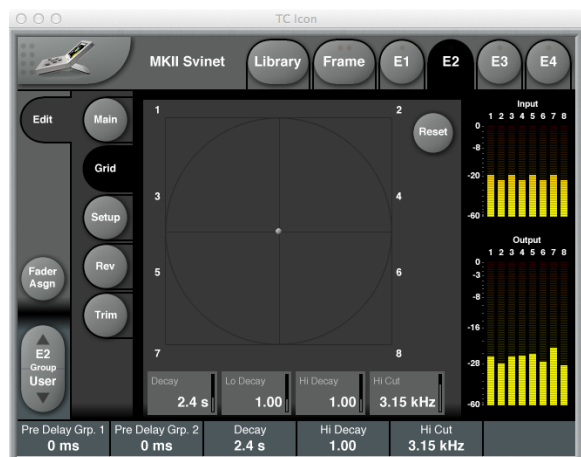 TC Icon
MKII Svinet
Library
Frame
E1
E2
E3
E4
Edit
Main
Grid
Setup
Rev
Trim
Fader
Asgn
E2
Group
User
1
2
3
4
5
6
7
8
Reset
Decay
2.4 s
Lo Decay
1.00
Hi Decay
1.00
Hi Cut
3.15 kHz
Input
1 2 3 4 5 6 7 8
0
-8
-20
-60
Output
1 2 3 4 5 6 7 8
0
-3
-8
-16
-28
-60
Pre Delay Grp. 1
0 ms
Pre Delay Grp. 2
0 ms
Decay
2.4 s
Hi Decay
1.00
Hi Cut
3.15 kHz